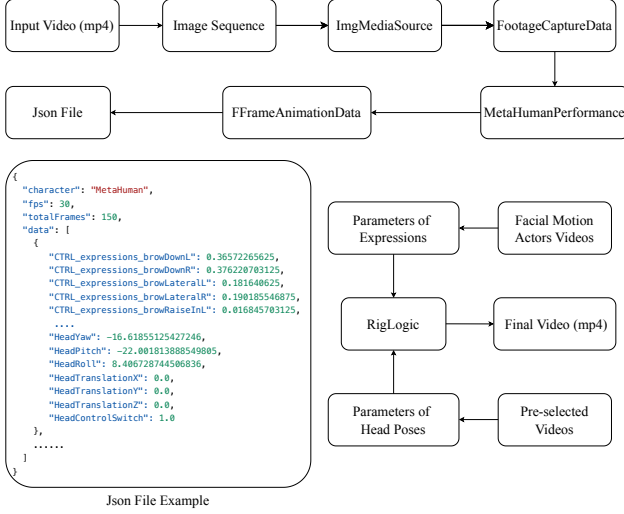 Input Video (mp4)
Image Sequence
ImgMediaSource
FootageCaptureData
Json File
FFrameAnimationData
MetaHumanPerformance
{
"character": "MetaHuman",
"fps": 30,
"totalFrames": 150,
"data": [
{
"CTRL_expressions_browDownL": 0.36572265625,
"CTRL_expressions_browDownR": 0.376220703125,
"CTRL_expressions_browLateralL": 0.181640625,
"CTRL_expressions_browLateralR": 0.190185546875,
"CTRL_expressions_browRaiseInL": 0.016845703125,
....
"HeadYaw": -16.61855125427246,
"HeadPitch": -22.001813888549805,
"HeadRoll": 8.406728744506836,
"HeadTranslationX": 0.0,
"HeadTranslationY": 0.0,
"HeadTranslationZ": 0.0,
"HeadControlSwitch": 1.0
},
......
]
}
Json File Example
Parameters of
Expressions
Facial Motion
Actors Videos
RigLogic
Final Video (mp4)
Parameters of
Head Poses
Pre-selected
Videos